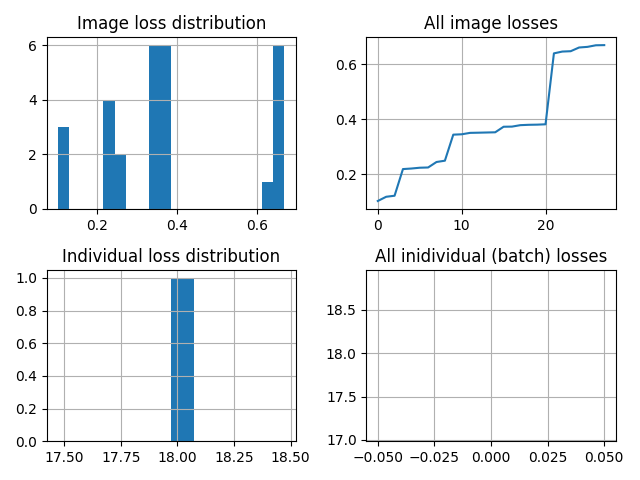 Image loss distribution
All image losses
6
4
2
0
0.2 0.4 0.6
0.6
0.4
0.2
0 10 20
Individual loss distribution
All inidividual (batch) losses
1.0
0.8
0.6
0.4
0.2
0.0
17.50 17.75 18.00 18.25 18.50
18.5
18.0
17.5
17.0
−0.050 −0.025 0.000 0.025 0.050